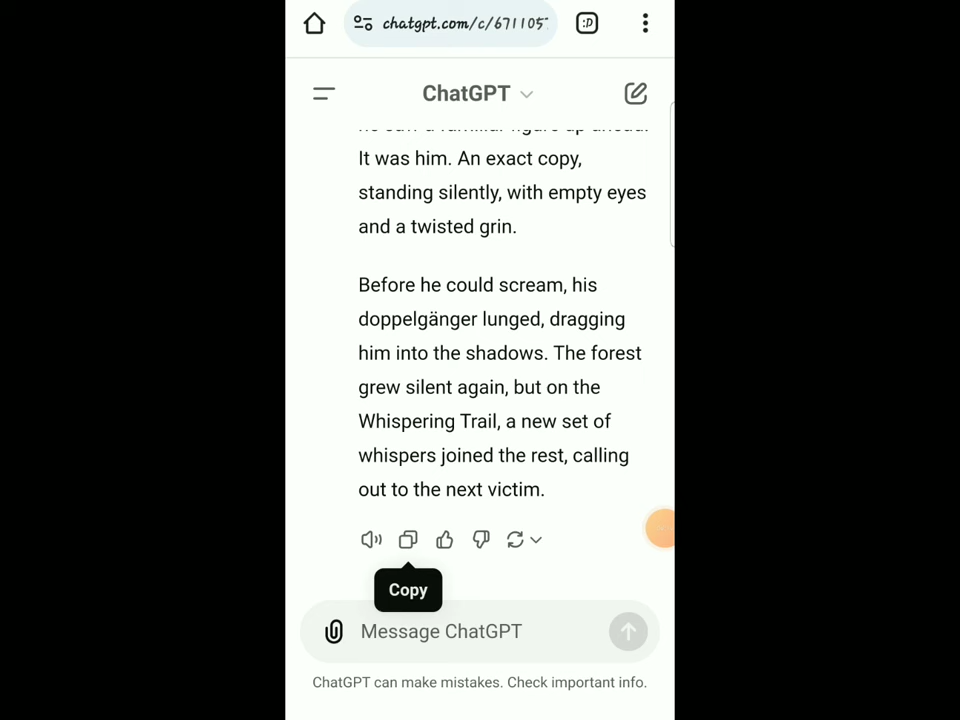 chatgpt.com/c/671105
:D
ChatGPT
It was him. An exact copy,
standing silently, with empty eyes
and a twisted grin.
Before he could scream, his
doppelgänger lunged, dragging
him into the shadows. The forest
grew silent again, but on the
Whispering Trail, a new set of
whispers joined the rest, calling
out to the next victim.
Copy
Message ChatGPT
ChatGPT can make mistakes. Check important info.